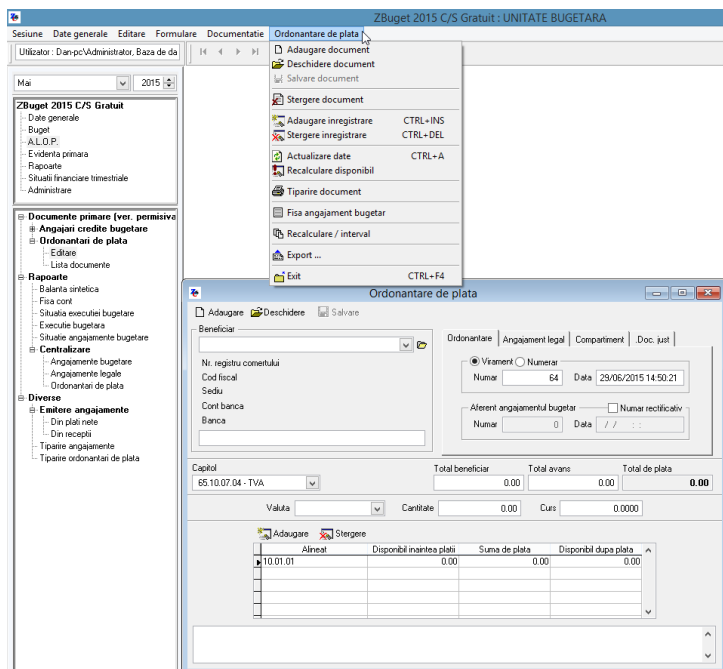 ZBuget 2015 C/S Gratuit : UNITATE BUGETARA
Sesiune Date generale Editare Formulare Documentatie Ordonantare de plata
Utilizator : Dan-pc\Administrator, Baza de da
Mai 2015
ZBuget 2015 C/S Gratuit
Date generale
Buget
A.L.O.P.
Evidenta primara
Rapoarte
Situatii financiare trimestriale
Administrare
Documente primare (ver. permisiva
Angajari credite bugetare
Ordonantari de plata
Editare
Lista documente
Rapoarte
Balanta sintetica
Fisa cont
Situatia executiei bugetare
Executie bugetara
Situatie angajamente bugetare
Centralizare
Angajamente bugetare
Angajamente legale
Ordonantari de plata
Diverse
Emitere angajamente
Din plati nete
Din receptii
Tiparire angajamente
Tiparire ordonantari de plata
Adaugare document
Deschidere document
Salvare document
Stergere document
Adaugare inregistrare CTRL+INS
Stergere inregistrare CTRL+DEL
Actualizare date CTRL+A
Recalculare disponibil
Tiparire document
Fisa angajament bugetar
Recalculare / interval
Export ...
Exit CTRL+F4
Ordonantare de plata
Adaugare Deschidere Salvare
Beneficiar
Nr. registru comertului
Cod fiscal
Sediu
Cont banca
Banca
Ordonantare Angajament legal Compartiment .Doc. just
Virament Numerar
Numar 64 Data 29/06/2015 14:50:21
Aferent angajamentul bugetar Numar rectificativ
Numar 0 Data / / : :
Capitol Total beneficiar Total avans Total de plata
65.10.07.04 - TVA 0.00 0.00 0.00
Valuta Cantitate 0.00 Curs 0.0000
Adaugare Stergere
Alineat Disponibil inaintea platii Suma de plata Disponibil dupa plata
10.01.01 0.00 0.00 0.00